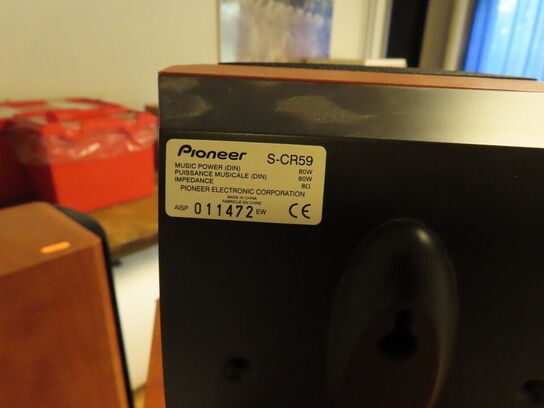 Pioneer S-CR59
MUSIC POWER (DIN) 80W
PUISSANCE MUSICALE (DIN) 80W
IMPEDANCE 8Ω
PIONEER ELECTRONIC CORPORATION
MADE IN CHINA
FABRIQUÉ EN CHINE
AISP 011472 EW CE